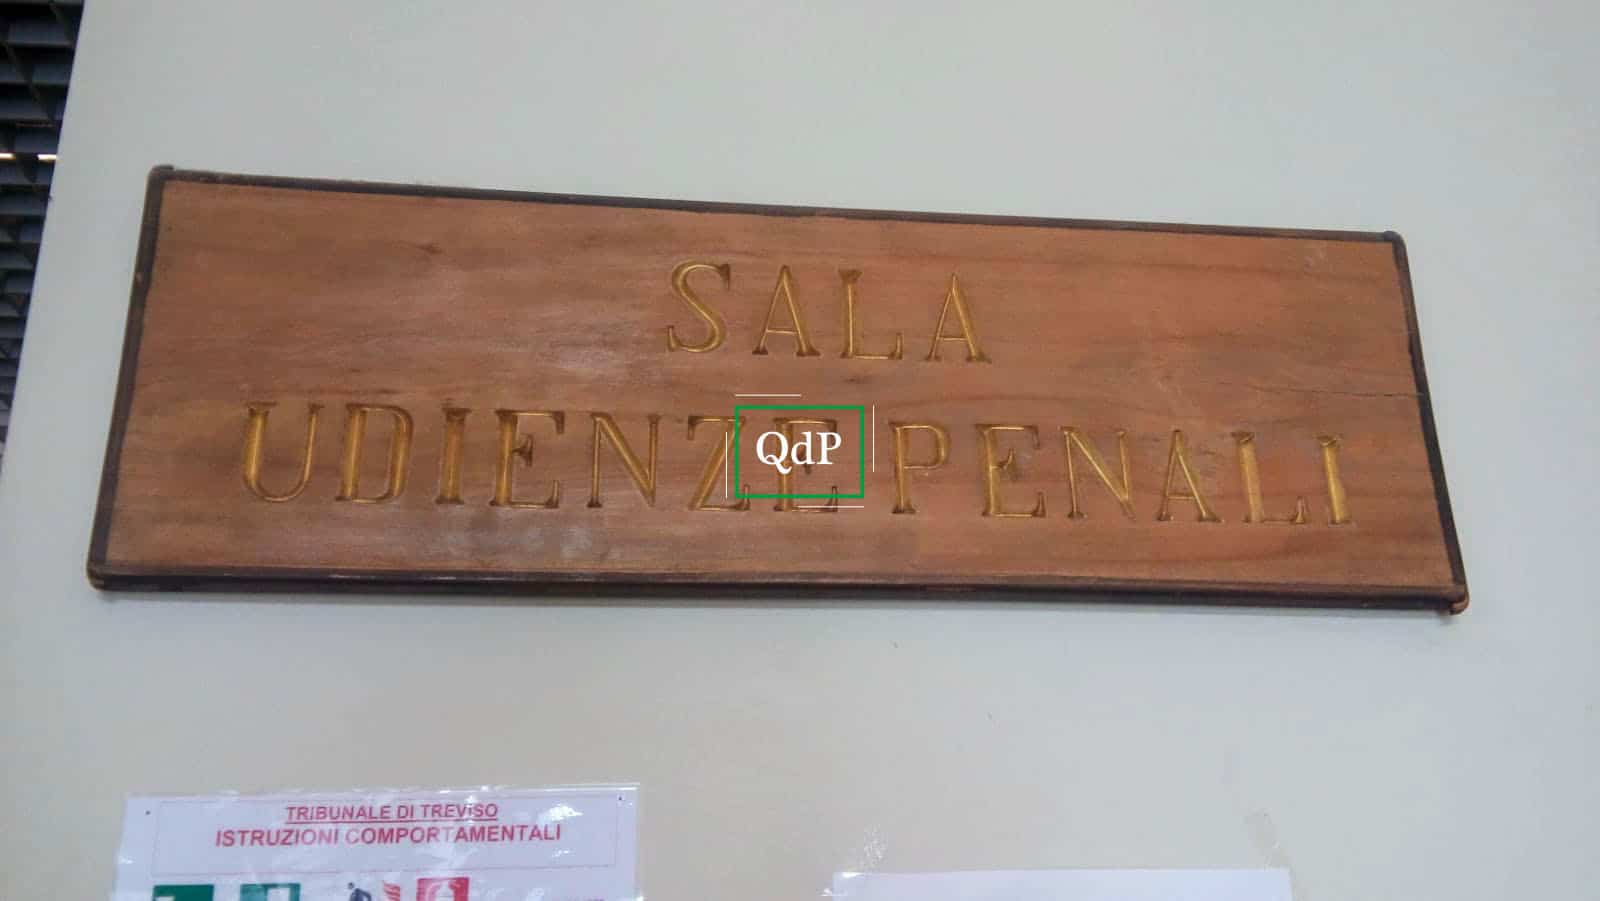 SALA
UDIENZE PENALI
QdP
TRIBUNALE DI TREVISO
ISTRUZIONI COMPORTAMENTALI